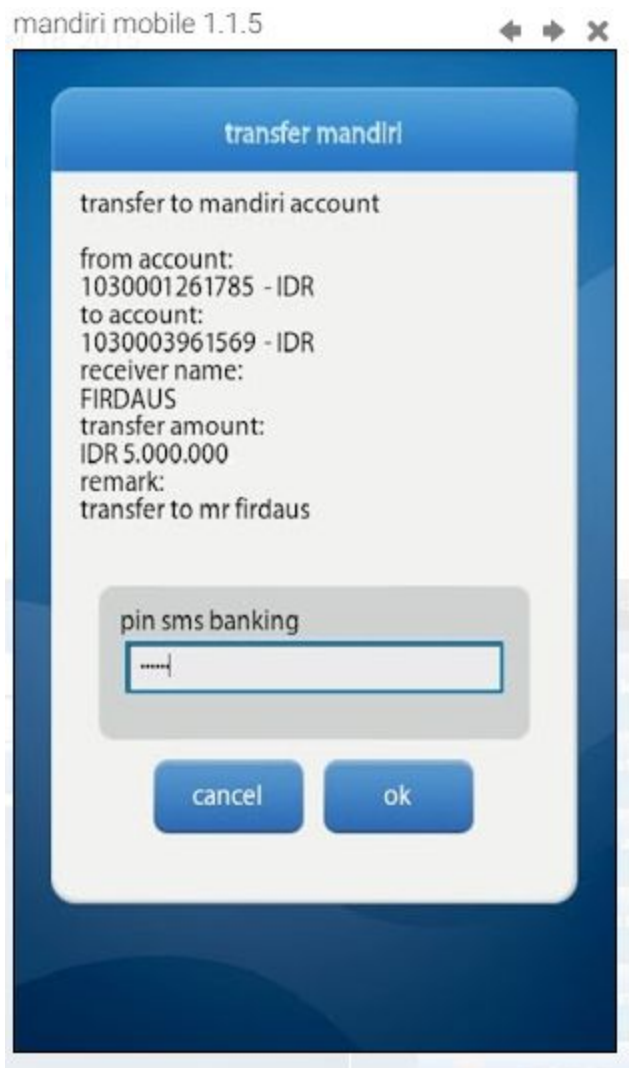 mandiri mobile 1.1.5
transfer mandiri
transfer to mandiri account
from account:
1030001261785 - IDR
to account:
1030003961569 - IDR
receiver name:
FIRDAUS
transfer amount:
IDR 5.000.000
remark:
transfer to mr firdaus
pin sms banking
cancel
ok